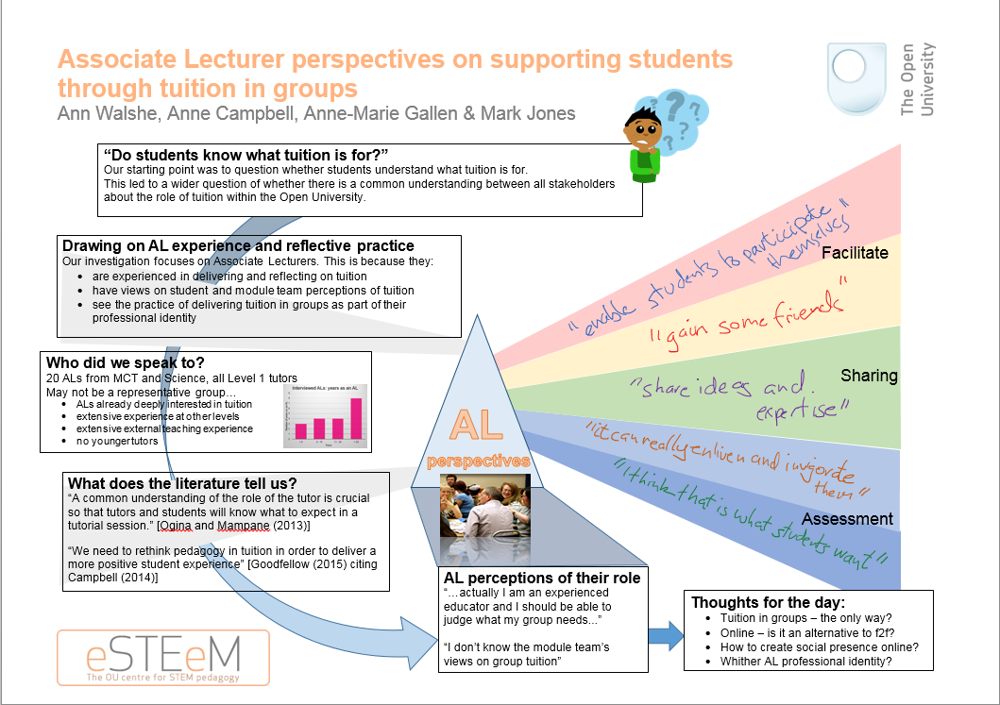 Associate Lecturer perspectives on supporting students
through tuition in groups
Ann Walshe, Anne Campbell, Anne-Marie Gallen & Mark Jones
The Open
University
“Do students know what tuition is for?”
Our starting point was to question whether students understand what tuition is for.
This led to a wider question of whether there is a common understanding between all stakeholders
about the role of tuition within the Open University.
Drawing on AL experience and reflective practice
Our investigation focuses on Associate Lecturers. This is because they:
• are experienced in delivering and reflecting on tuition
• have views on student and module team perceptions of tuition
• see the practice of delivering tuition in groups as part of their
professional identity
Who did we speak to?
20 ALs from MCT and Science, all Level 1 tutors
May not be a representative group…
• ALs already deeply interested in tuition
• extensive experience at other levels
• extensive external teaching experience
• no younger tutors
Interviewed ALs: years as an AL
Years
What does the literature tell us?
“A common understanding of the role of the tutor is crucial
so that tutors and students will know what to expect in a
tutorial session.” [Ogina and Mampane (2013)]
“We need to rethink pedagogy in tuition in order to deliver a
more positive student experience” [Goodfellow (2015) citing
Campbell (2014)]
AL
perspectives
"enable students to participate
themselves"
Facilitate
"gain some friends"
Sharing
"share ideas and
expertise"
"it can really enliven and invigorate
them"
Assessment
"I think that is what students want"
AL perceptions of their role
“…actually I am an experienced
educator and I should be able to
judge what my group needs...”
“I don’t know the module team’s
views on group tuition”
Thoughts for the day:
• Tuition in groups – the only way?
• Online – is it an alternative to f2f?
• How to create social presence online?
• Whither AL professional identity?
eSTEeM
The OU centre for STEM pedagogy